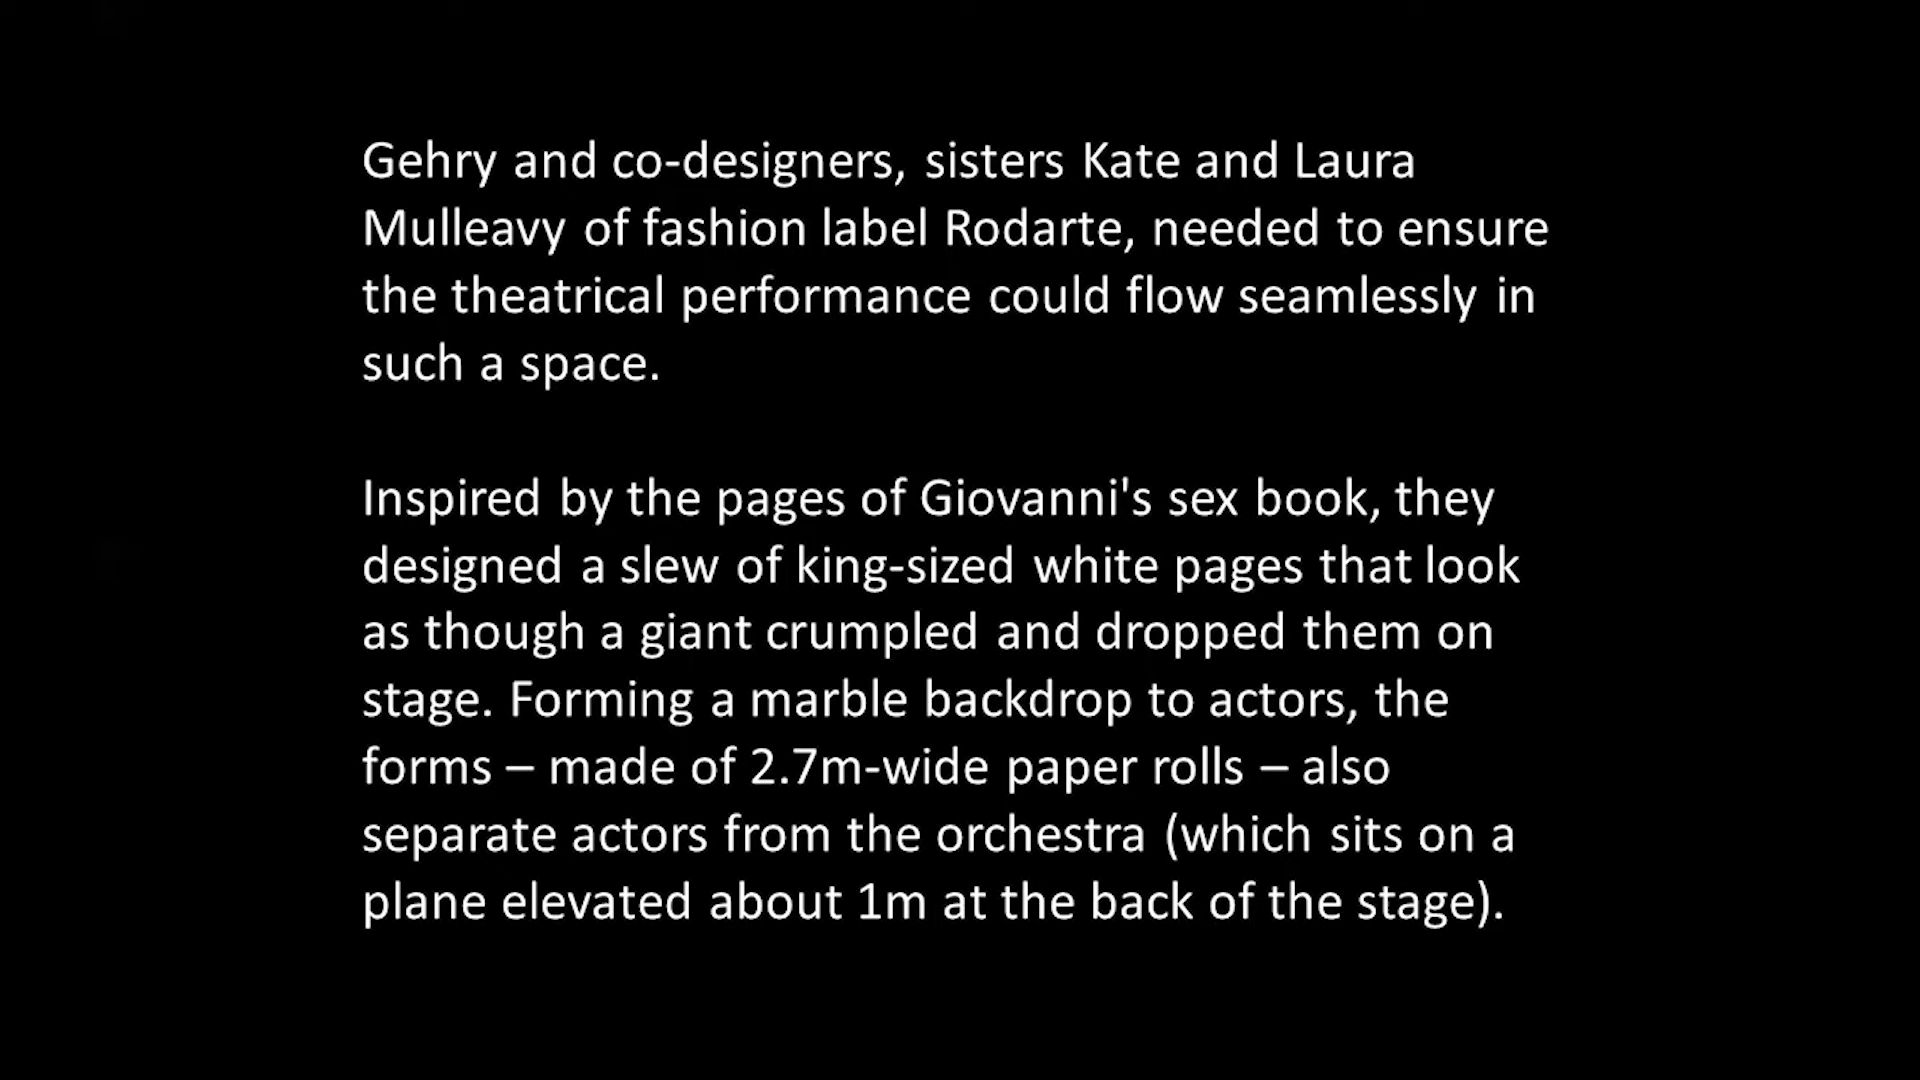 Gehry and co-designers, sisters Kate and Laura
Mulleavy of fashion label Rodarte, needed to ensure
the theatrical performance could flow seamlessly in
such a space.
Inspired by the pages of Giovanni's sex book, they
designed a slew of king-sized white pages that look
as though a giant crumpled and dropped them on
stage. Forming a marble backdrop to actors, the
forms – made of 2.7m-wide paper rolls – also
separate actors from the orchestra (which sits on a
plane elevated about 1m at the back of the stage).